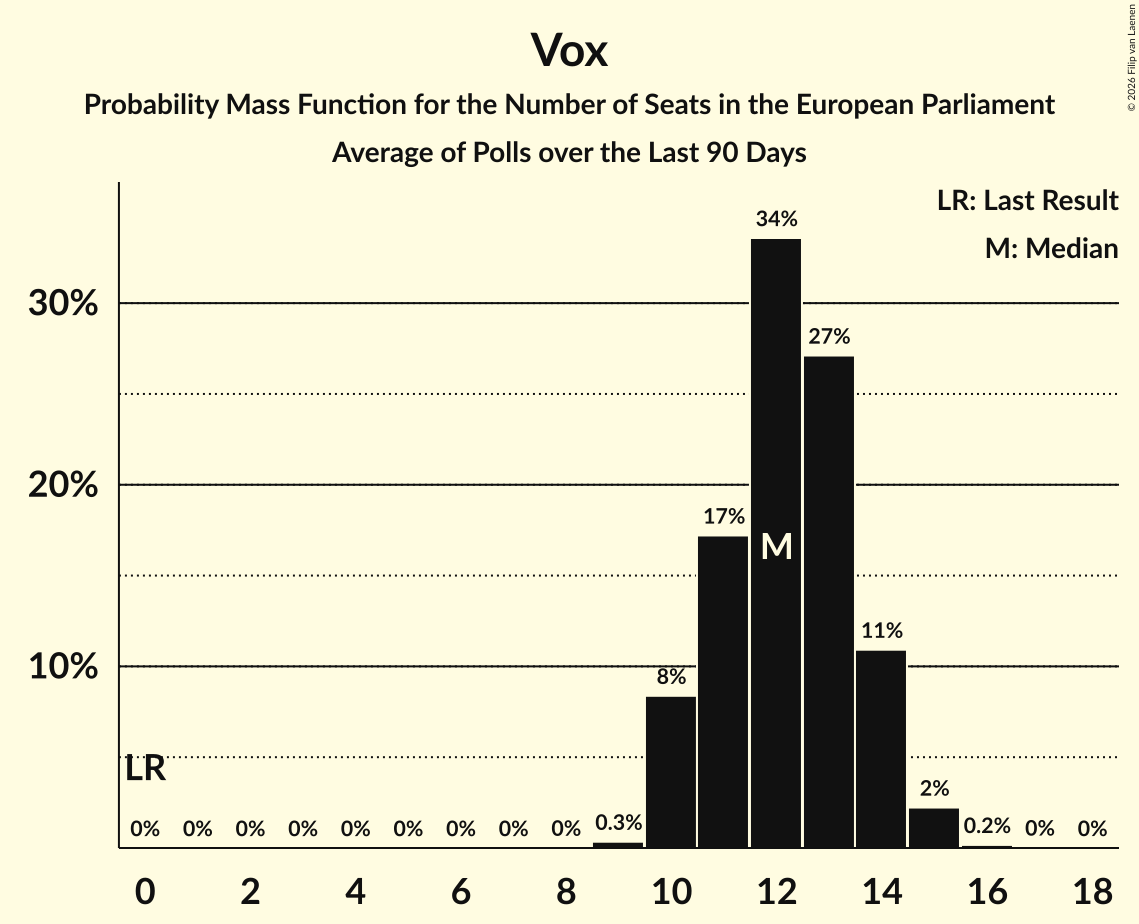 Vox
Probability Mass Function for the Number of Seats in the European Parliament
Average of Polls over the Last 90 Days
© 2026 Filip van Laenen
LR: Last Result
M: Median
34%
30%
27%
20%
17%
M
11%
10%
8%
LR
2%
0% 0% 0% 0% 0% 0% 0% 0% 0% 0.3% 0.2% 0% 0%
0 2 4 6 8 10 12 14 16 18